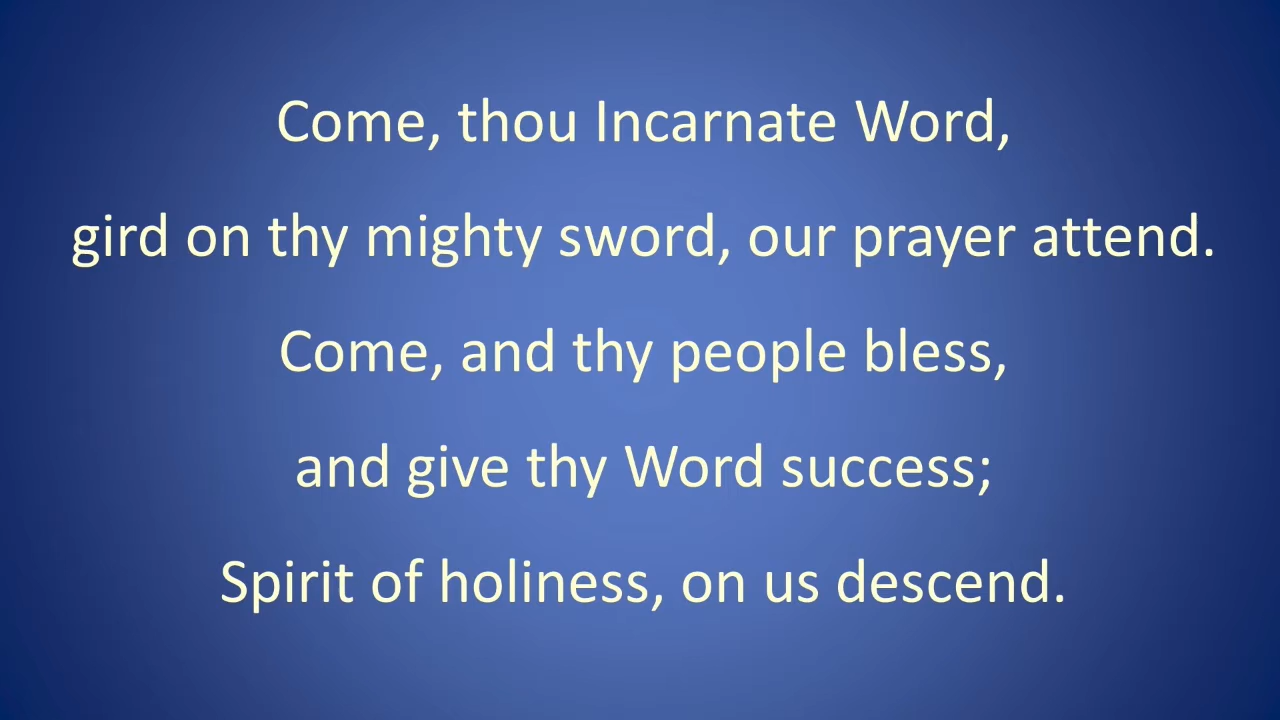 Come, thou Incarnate Word,
gird on thy mighty sword, our prayer attend.
Come, and thy people bless,
and give thy Word success;
Spirit of holiness, on us descend.